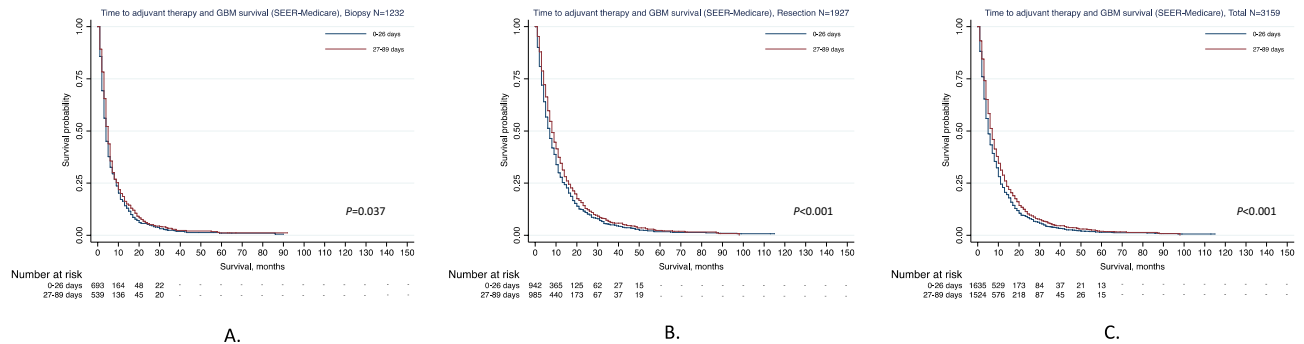 Time to adjuvant therapy and GBM survival (SEER-Medicare), Biopsy N=1232
1.00
0.75
0.50
0.25
0.00
Survival probability
0-26 days
27-89 days
P=0.037
0 10 20 30 40 50 60 70 80 90 100 110 120 130 140 150
Survival, months
Number at risk
0-26 days 693 164 48 22 - - - - - - - - - - - -
27-89 days 539 136 45 20 - - - - - - - - - - - -
A.
Time to adjuvant therapy and GBM survival (SEER-Medicare), Resection N=1927
1.00
0.75
0.50
0.25
0.00
Survival probability
0-26 days
27-89 days
P<0.001
0 10 20 30 40 50 60 70 80 90 100 110 120 130 140 150
Survival, months
Number at risk
0-26 days 942 365 125 62 27 15 - - - - - - - - - -
27-89 days 985 440 173 67 37 19 - - - - - - - - - -
B.
Time to adjuvant therapy and GBM survival (SEER-Medicare), Total N=3159
1.00
0.75
0.50
0.25
0.00
Survival probability
0-26 days
27-89 days
P<0.001
0 10 20 30 40 50 60 70 80 90 100 110 120 130 140 150
Survival, months
Number at risk
0-26 days 1635 529 173 84 37 21 13 - - - - - - - - -
27-89 days 1524 576 218 87 45 26 15 - - - - - - - - -
C.